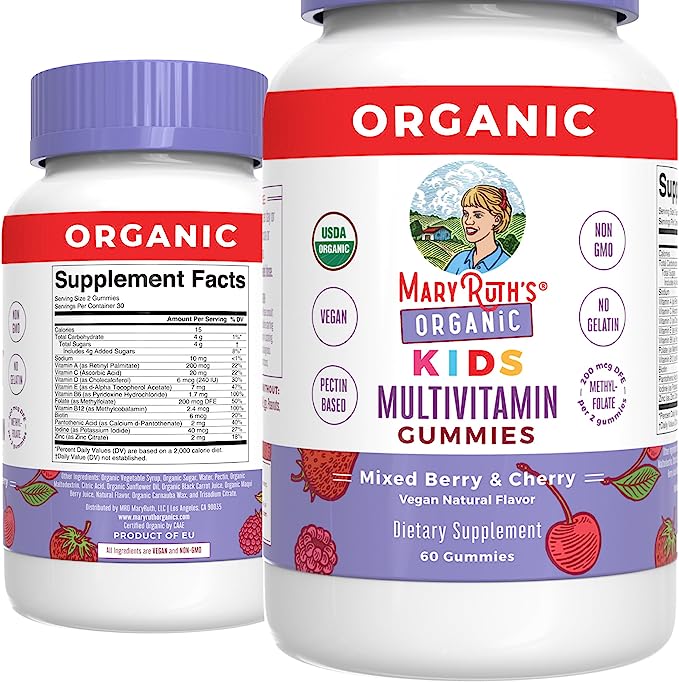 ORGANIC
Supplement Facts
Serving Size 2 Gummies
Servings Per Container 30
Amount Per Serving % DV
Calories 15
Total Carbohydrate 4 g 1%*
Total Sugars 4 g †
Includes 4g Added Sugars 8%*
Sodium 10 mg <1%
Vitamin A (as Retinyl Palmitate) 200 mcg 22%
Vitamin C (Ascorbic Acid) 20 mg 22%
Vitamin D (as Cholecalciferol) 6 mcg (240 IU) 30%
Vitamin E (as d-Alpha Tocopherol Acetate) 7 mg 47%
Vitamin B6 (as Pyridoxine Hydrochloride) 1.7 mg 100%
Folate (as Methylfolate) 200 mcg DFE 50%
Vitamin B12 (as Methylcobalamin) 2.4 mcg 100%
Biotin 6 mcg 20%
Pantothenic Acid (as Calcium d-Pantothenate) 2 mg 40%
Iodine (as Potassium Iodide) 40 mcg 27%
Zinc (as Zinc Citrate) 2 mg 18%
*Percent Daily Values (DV) are based on a 2,000 calorie diet.
†Daily Value (DV) not established.
Other Ingredients: Organic Vegetable Syrup, Organic Sugar, Water, Pectin, Organic
Maltodextrin, Citric Acid, Organic Sunflower Oil, Organic Black Carrot Juice, Organic Maqui
Berry Juice, Natural Flavor, Organic Carnauba Wax, and Trisodium Citrate.
Distributed by MRO MaryRuth, LLC | Los Angeles, CA 90035
www.maryruthorganics.com
Certified Organic by CAAE
PRODUCT OF EU
All Ingredients are VEGAN and NON-GMO
NON
GMO
NO
GELATIN
METHYL
FOLATE
Cherry
ORGANIC
USDA
ORGANIC
VEGAN
PECTIN
BASED
MARY RUTH'S®
ORGANIC
KIDS
MULTIVITAMIN
GUMMIES
NON
GMO
NO
GELATIN
200 mcg DFE
METHYL
FOLATE
per 2 gummies
Mixed Berry & Cherry
Vegan Natural Flavor
Dietary Supplement
60 Gummies